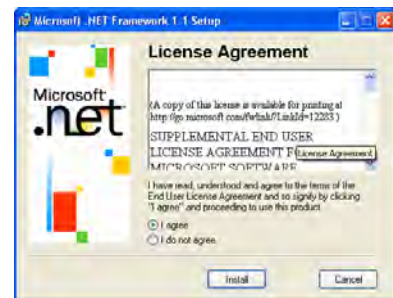 Microsoft .NET Framework 1.1 Setup
License Agreement
Microsoft
.net
(A copy of this license is available for printing at
http://go.microsoft.com/fwlink/?LinkId=12283 )
SUPPLEMENTAL END USER
LICENSE AGREEMENT F
License Agreement
MICROSOFT SOFTWARE
I have read, understood and agree to the terms of the
End User License Agreement and so signify by clicking
"I agree" and proceeding to use this product.
I agree
I do not agree
Install
Cancel